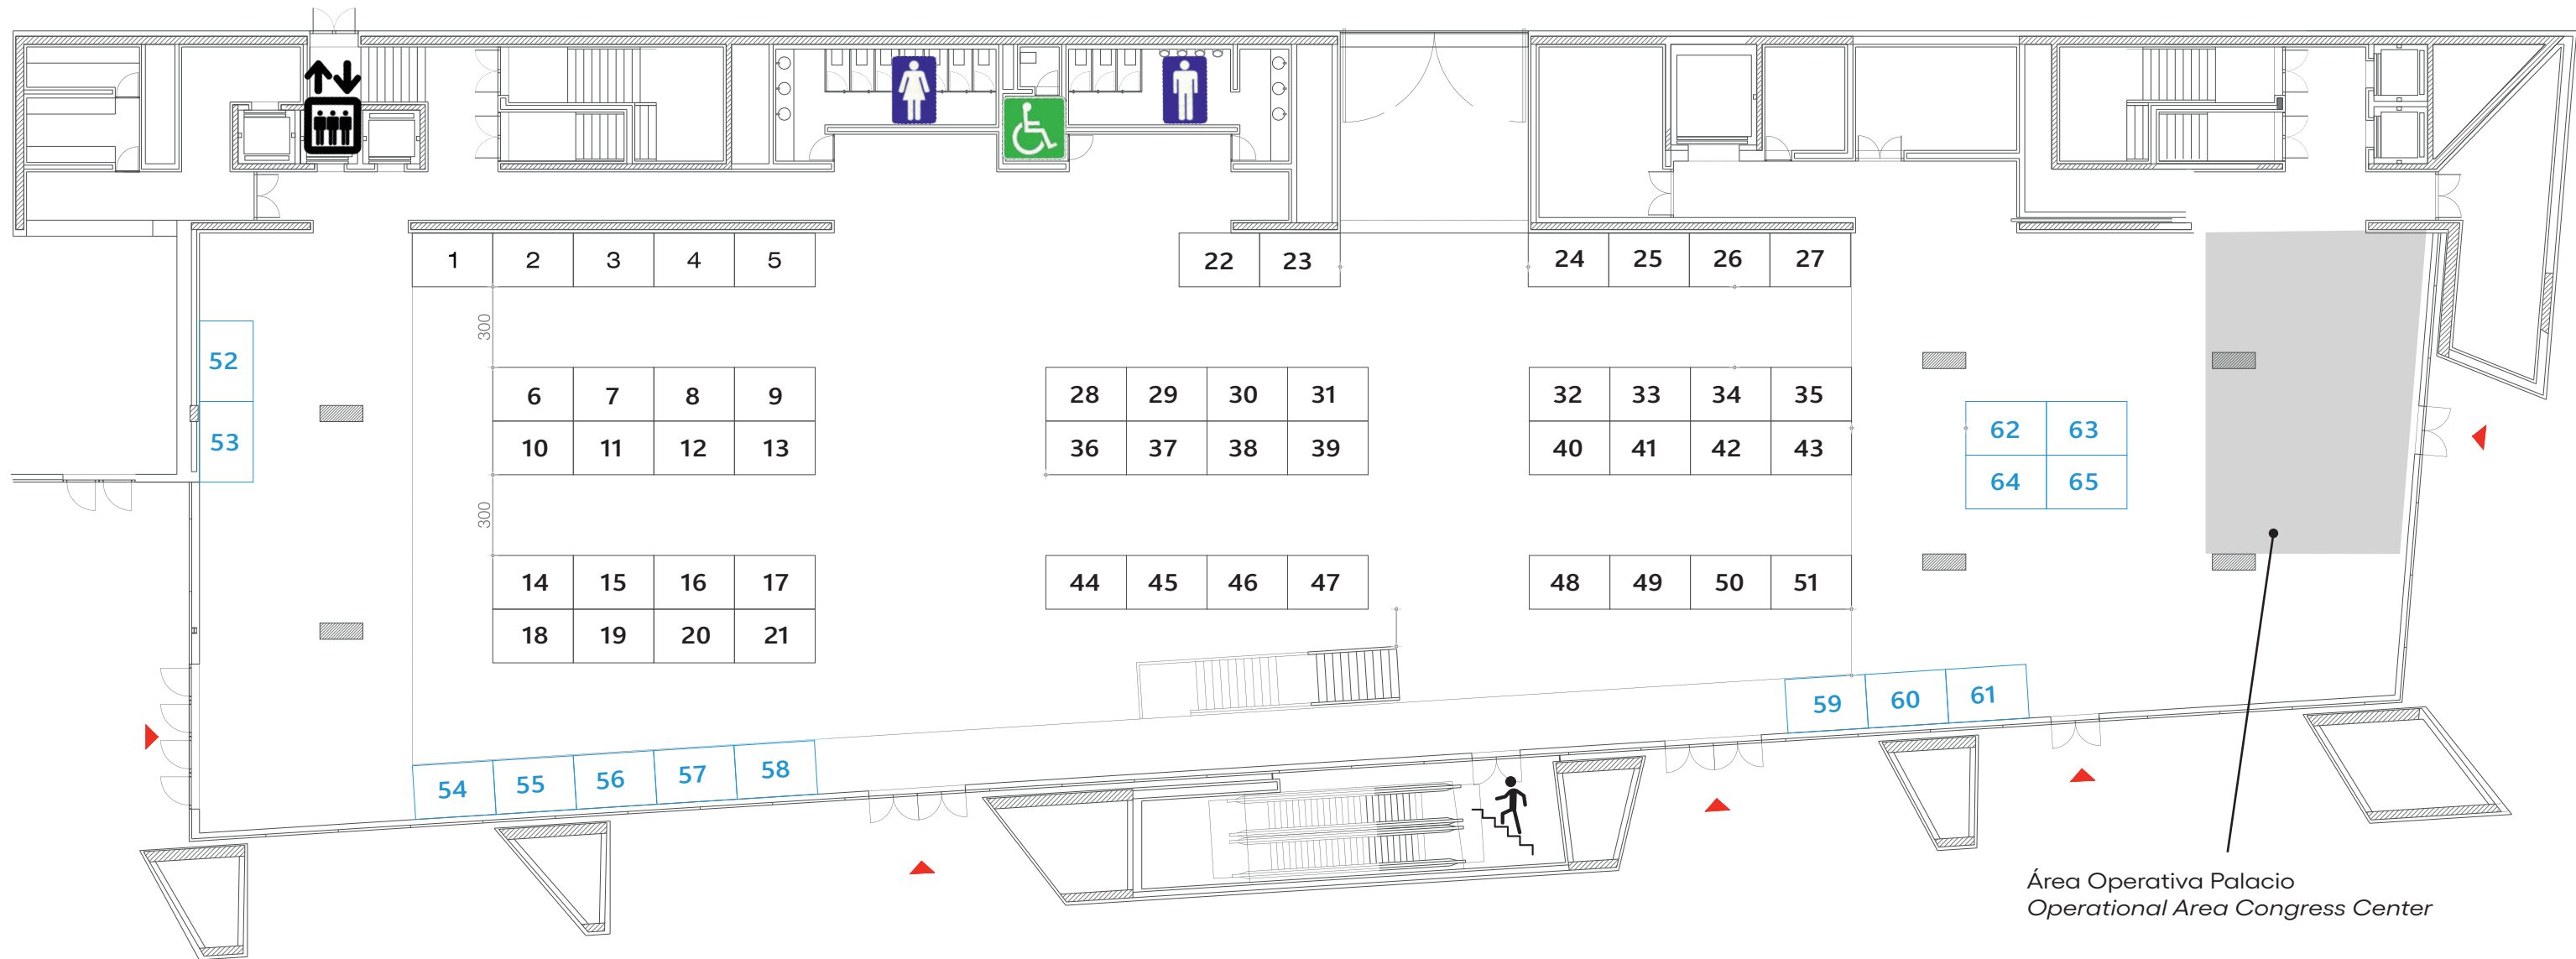 1 2 3 4 5 22 23 24 25 26 27
300
52
6 7 8 9 28 29 30 31 32 33 34 35
53
10 11 12 13 36 37 38 39 40 41 42 43
62 63
64 65
300
14 15 16 17 44 45 46 47 48 49 50 51
18 19 20 21
59 60 61
54 55 56 57 58
Área Operativa Palacio
Operational Area Congress Center